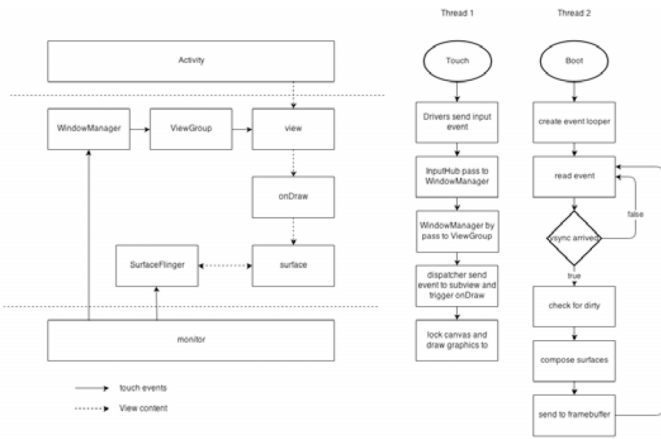 Activity
WindowManager
ViewGroup
view
onDraw
SurfaceFlinger
surface
monitor
touch events
View content
Thread 1
Touch
Drivers send input
event
InputHub pass to
WindowManager
WindowManager by
pass to ViewGroup
dispatcher send
event to subview and
trigger onDraw
lock canvas and
draw graphics to
Thread 2
Boot
create event looper
read event
false
vsync arrived
true
check for dirty
compose surfaces
send to framebuffer